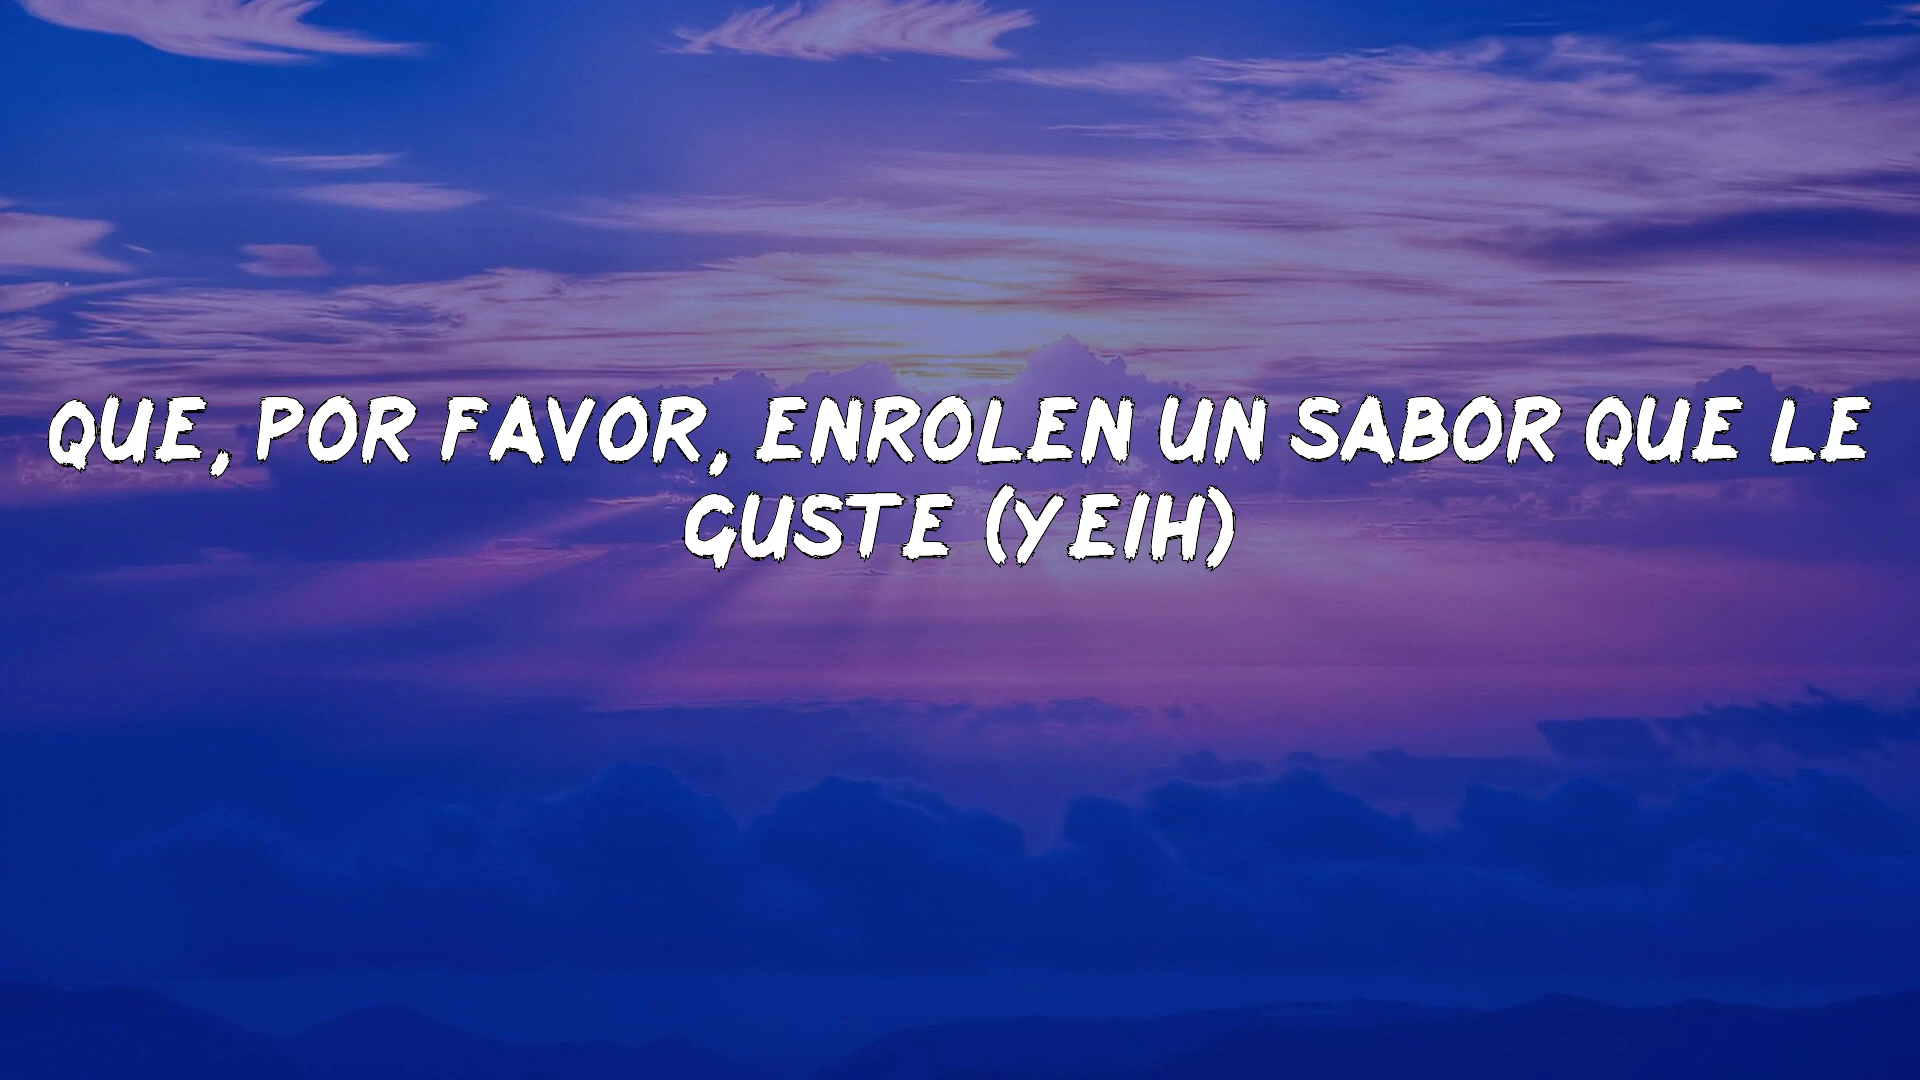 QUE, POR FAVOR, ENROLEN UN SABOR QUE LE
GUSTE (YEIH)